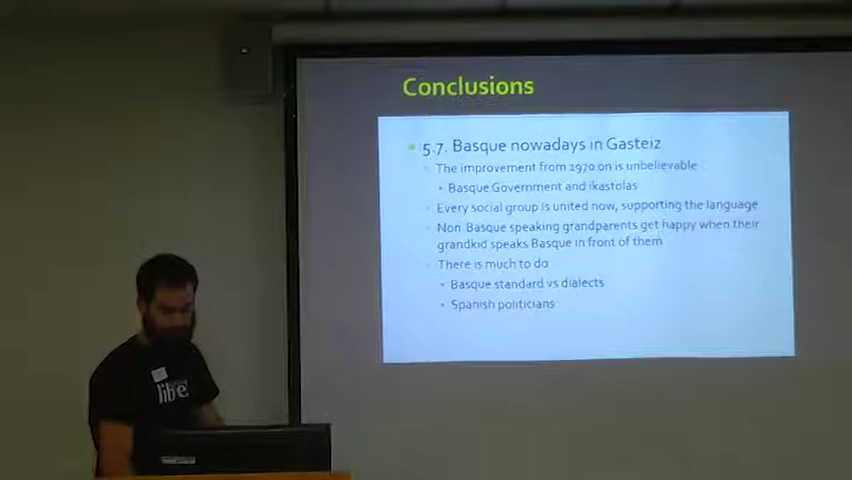 Conclusions
5.7. Basque nowadays in Gasteiz
The improvement from 1970 on is unbelievable
Basque Government and ikastolas
Every social group is united now, supporting the language
Non Basque speaking grandparents get happy when their
grandkid speaks Basque in front of them
There is much to do
Basque standard vs dialects
Spanish politicians